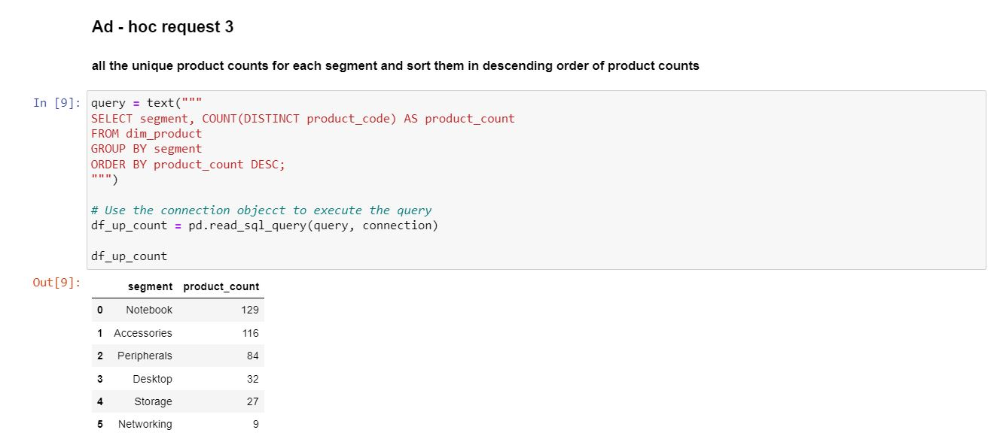 Ad - hoc request 3
all the unique product counts for each segment and sort them in descending order of product counts
In [9]: query = text("""
SELECT segment, COUNT(DISTINCT product_code) AS product_count
FROM dim_product
GROUP BY segment
ORDER BY product_count DESC;
""")
# Use the connection objecct to execute the query
df_up_count = pd.read_sql_query(query, connection)
df_up_count
Out[9]:
segment product_count
0 Notebook 129
1 Accessories 116
2 Peripherals 84
3 Desktop 32
4 Storage 27
5 Networking 9